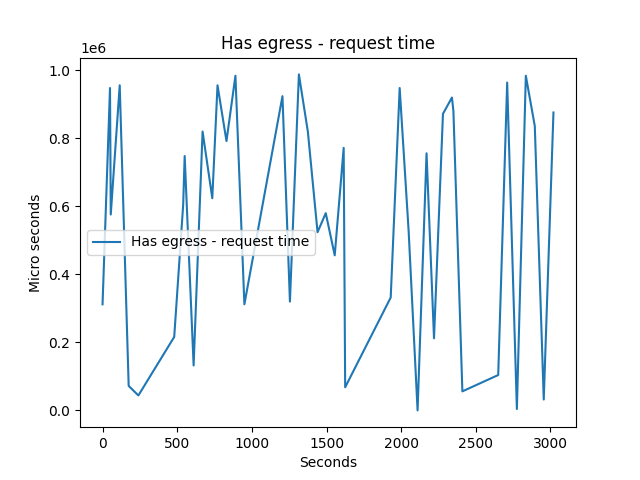 Has egress - request time
1e6
1.0
0.8
0.6
0.4
0.2
0.0
Micro seconds
Has egress - request time
0 500 1000 1500 2000 2500 3000
Seconds